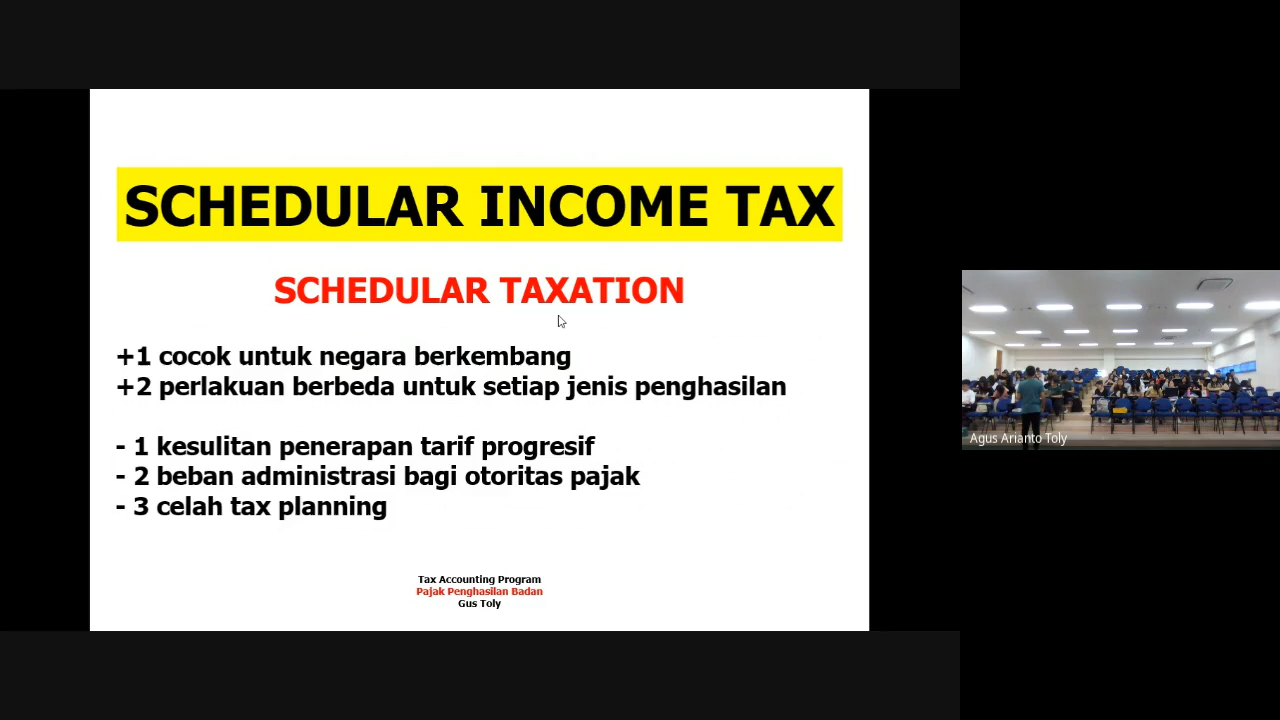 SCHEDULAR INCOME TAX
SCHEDULAR TAXATION
+1 cocok untuk negara berkembang
+2 perlakuan berbeda untuk setiap jenis penghasilan
- 1 kesulitan penerapan tarif progresif
- 2 beban administrasi bagi otoritas pajak
- 3 celah tax planning
Tax Accounting Program
Pajak Penghasilan Badan
Gus Toly
Agus Arianto Toly